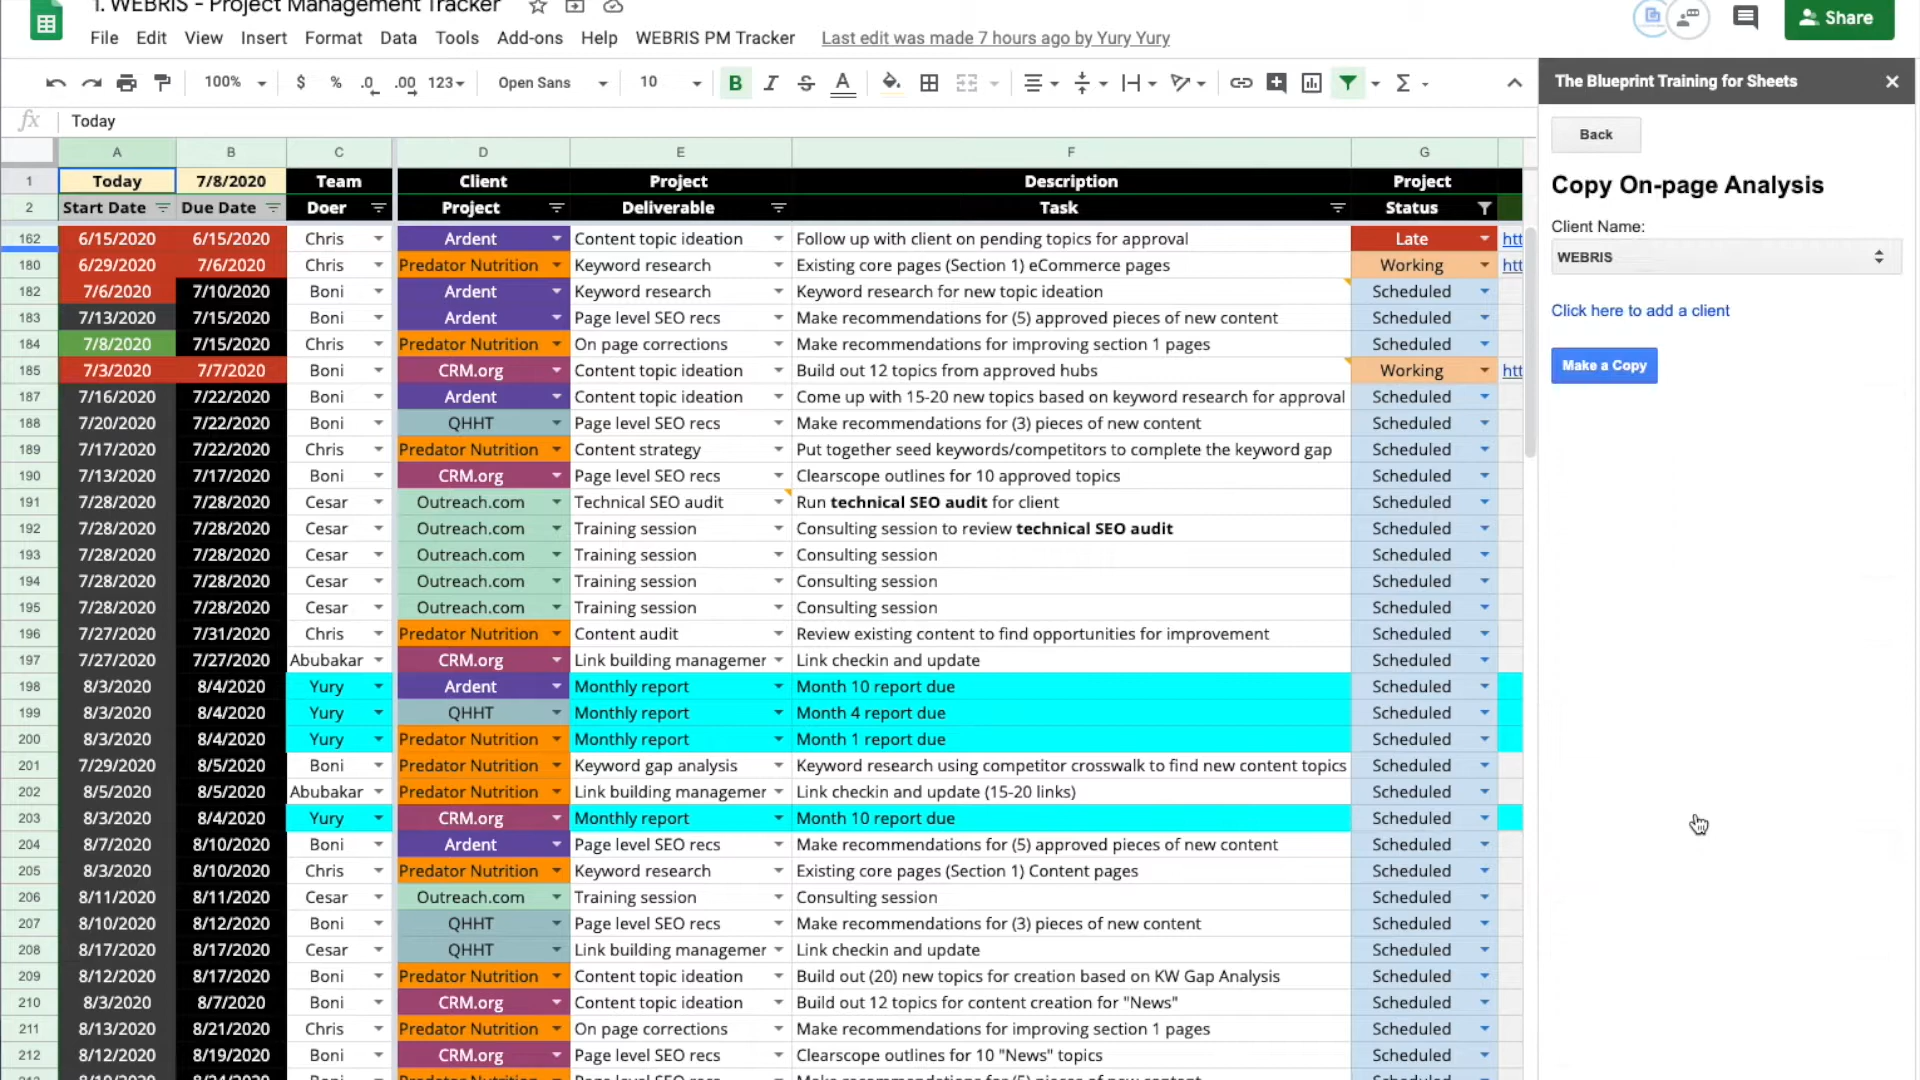 1. WEBRIS - Project Management Tracker
File Edit View Insert Format Data Tools Add-ons Help WEBRIS PM Tracker Last edit was made 7 hours ago by Yury Yury
Share
100% $ % .0 .00 123 Open Sans 10 B I S A Σ
fx Today
A B C D E F G
1 Today 7/8/2020 Team Client Project Description Project
2 Start Date Due Date Doer Project Deliverable Task Status
162 6/15/2020 6/15/2020 Chris Ardent Content topic ideation Follow up with client on pending topics for approval Late htt
180 6/29/2020 7/6/2020 Chris Predator Nutrition Keyword research Existing core pages (Section 1) eCommerce pages Working htt
182 7/6/2020 7/10/2020 Boni Ardent Keyword research Keyword research for new topic ideation Scheduled
183 7/13/2020 7/15/2020 Boni Ardent Page level SEO recs Make recommendations for (5) approved pieces of new content Scheduled
184 7/8/2020 7/15/2020 Chris Predator Nutrition On page corrections Make recommendations for improving section 1 pages Scheduled
185 7/3/2020 7/7/2020 Boni CRM.org Content topic ideation Build out 12 topics from approved hubs Working htt
187 7/16/2020 7/22/2020 Boni Ardent Content topic ideation Come up with 15-20 new topics based on keyword research for approval Scheduled
188 7/20/2020 7/22/2020 Boni QHHT Page level SEO recs Make recommendations for (3) pieces of new content Scheduled
189 7/17/2020 7/22/2020 Chris Predator Nutrition Content strategy Put together seed keywords/competitors to complete the keyword gap Scheduled
190 7/13/2020 7/17/2020 Boni CRM.org Page level SEO recs Clearscope outlines for 10 approved topics Scheduled
191 7/28/2020 7/28/2020 Cesar Outreach.com Technical SEO audit Run technical SEO audit for client Scheduled
192 7/28/2020 7/28/2020 Cesar Outreach.com Training session Consulting session to review technical SEO audit Scheduled
193 7/28/2020 7/28/2020 Cesar Outreach.com Training session Consulting session Scheduled
194 7/28/2020 7/28/2020 Cesar Outreach.com Training session Consulting session Scheduled
195 7/28/2020 7/28/2020 Cesar Outreach.com Training session Consulting session Scheduled
196 7/27/2020 7/31/2020 Chris Predator Nutrition Content audit Review existing content to find opportunities for improvement Scheduled
197 7/27/2020 7/27/2020 Abubakar CRM.org Link building managemer Link checkin and update Scheduled
198 8/3/2020 8/4/2020 Yury Ardent Monthly report Month 10 report due Scheduled
199 8/3/2020 8/4/2020 Yury QHHT Monthly report Month 4 report due Scheduled
200 8/3/2020 8/4/2020 Yury Predator Nutrition Monthly report Month 1 report due Scheduled
201 7/29/2020 8/5/2020 Boni Predator Nutrition Keyword gap analysis Keyword research using competitor crosswalk to find new content topics Scheduled
202 8/5/2020 8/5/2020 Abubakar Predator Nutrition Link building managemer Link checkin and update (15-20 links) Scheduled
203 8/3/2020 8/4/2020 Yury CRM.org Monthly report Month 10 report due Scheduled
204 8/7/2020 8/10/2020 Boni Ardent Page level SEO recs Make recommendations for (5) approved pieces of new content Scheduled
205 8/3/2020 8/10/2020 Chris Predator Nutrition Keyword research Existing core pages (Section 1) Content pages Scheduled
206 8/11/2020 8/11/2020 Cesar Outreach.com Training session Consulting session Scheduled
207 8/10/2020 8/12/2020 Boni QHHT Page level SEO recs Make recommendations for (3) pieces of new content Scheduled
208 8/17/2020 8/17/2020 Cesar QHHT Link building managemer Link checkin and update Scheduled
209 8/12/2020 8/17/2020 Boni Predator Nutrition Content topic ideation Build out (20) new topics for creation based on KW Gap Analysis Scheduled
210 8/3/2020 8/7/2020 Boni CRM.org Content topic ideation Build out 12 topics for content creation for "News" Scheduled
211 8/13/2020 8/21/2020 Chris Predator Nutrition On page corrections Make recommendations for improving section 1 pages Scheduled
212 8/12/2020 8/19/2020 Boni CRM.org Page level SEO recs Clearscope outlines for 10 "News" topics Scheduled
The Blueprint Training for Sheets
Back
Copy On-page Analysis
Client Name:
WEBRIS
Click here to add a client
Make a Copy